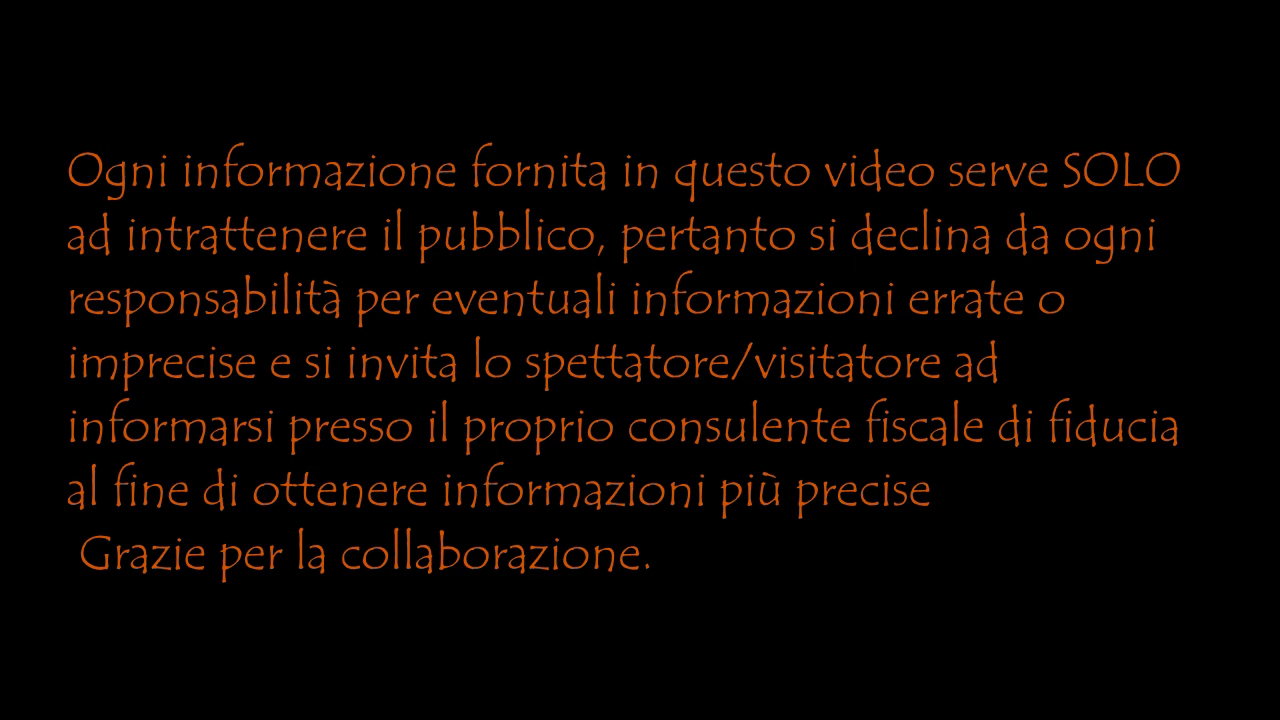 Ogni informazione fornita in questo video serve SOLO
ad intrattenere il pubblico, pertanto si declina da ogni
responsabilità per eventuali informazioni errate o
imprecise e si invita lo spettatore/visitatore ad
informarsi presso il proprio consulente fiscale di fiducia
al fine di ottenere informazioni più precise
Grazie per la collaborazione.